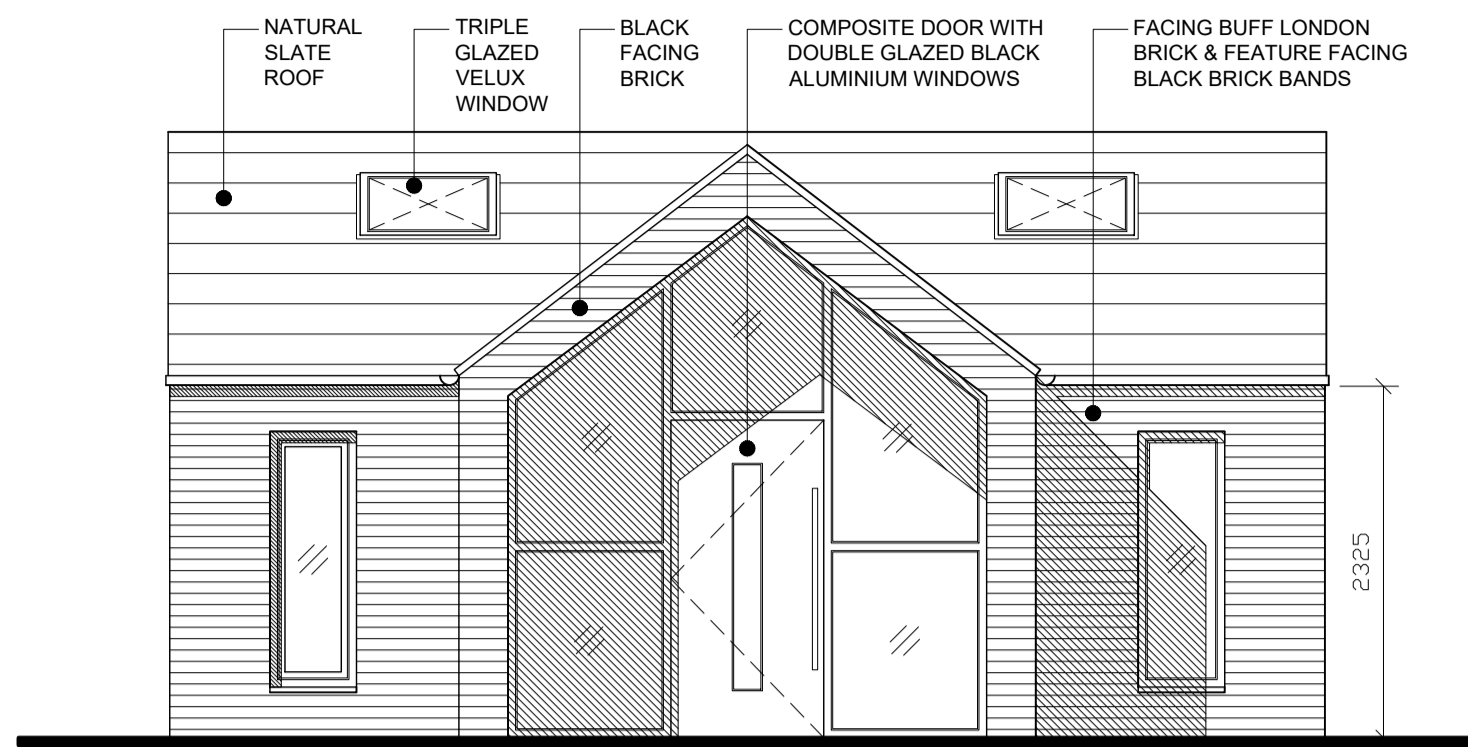 NATURAL
SLATE
ROOF
TRIPLE
GLAZED
VELUX
WINDOW
BLACK
FACING
BRICK
COMPOSITE DOOR WITH
DOUBLE GLAZED BLACK
ALUMINIUM WINDOWS
FACING BUFF LONDON
BRICK & FEATURE FACING
BLACK BRICK BANDS
2325